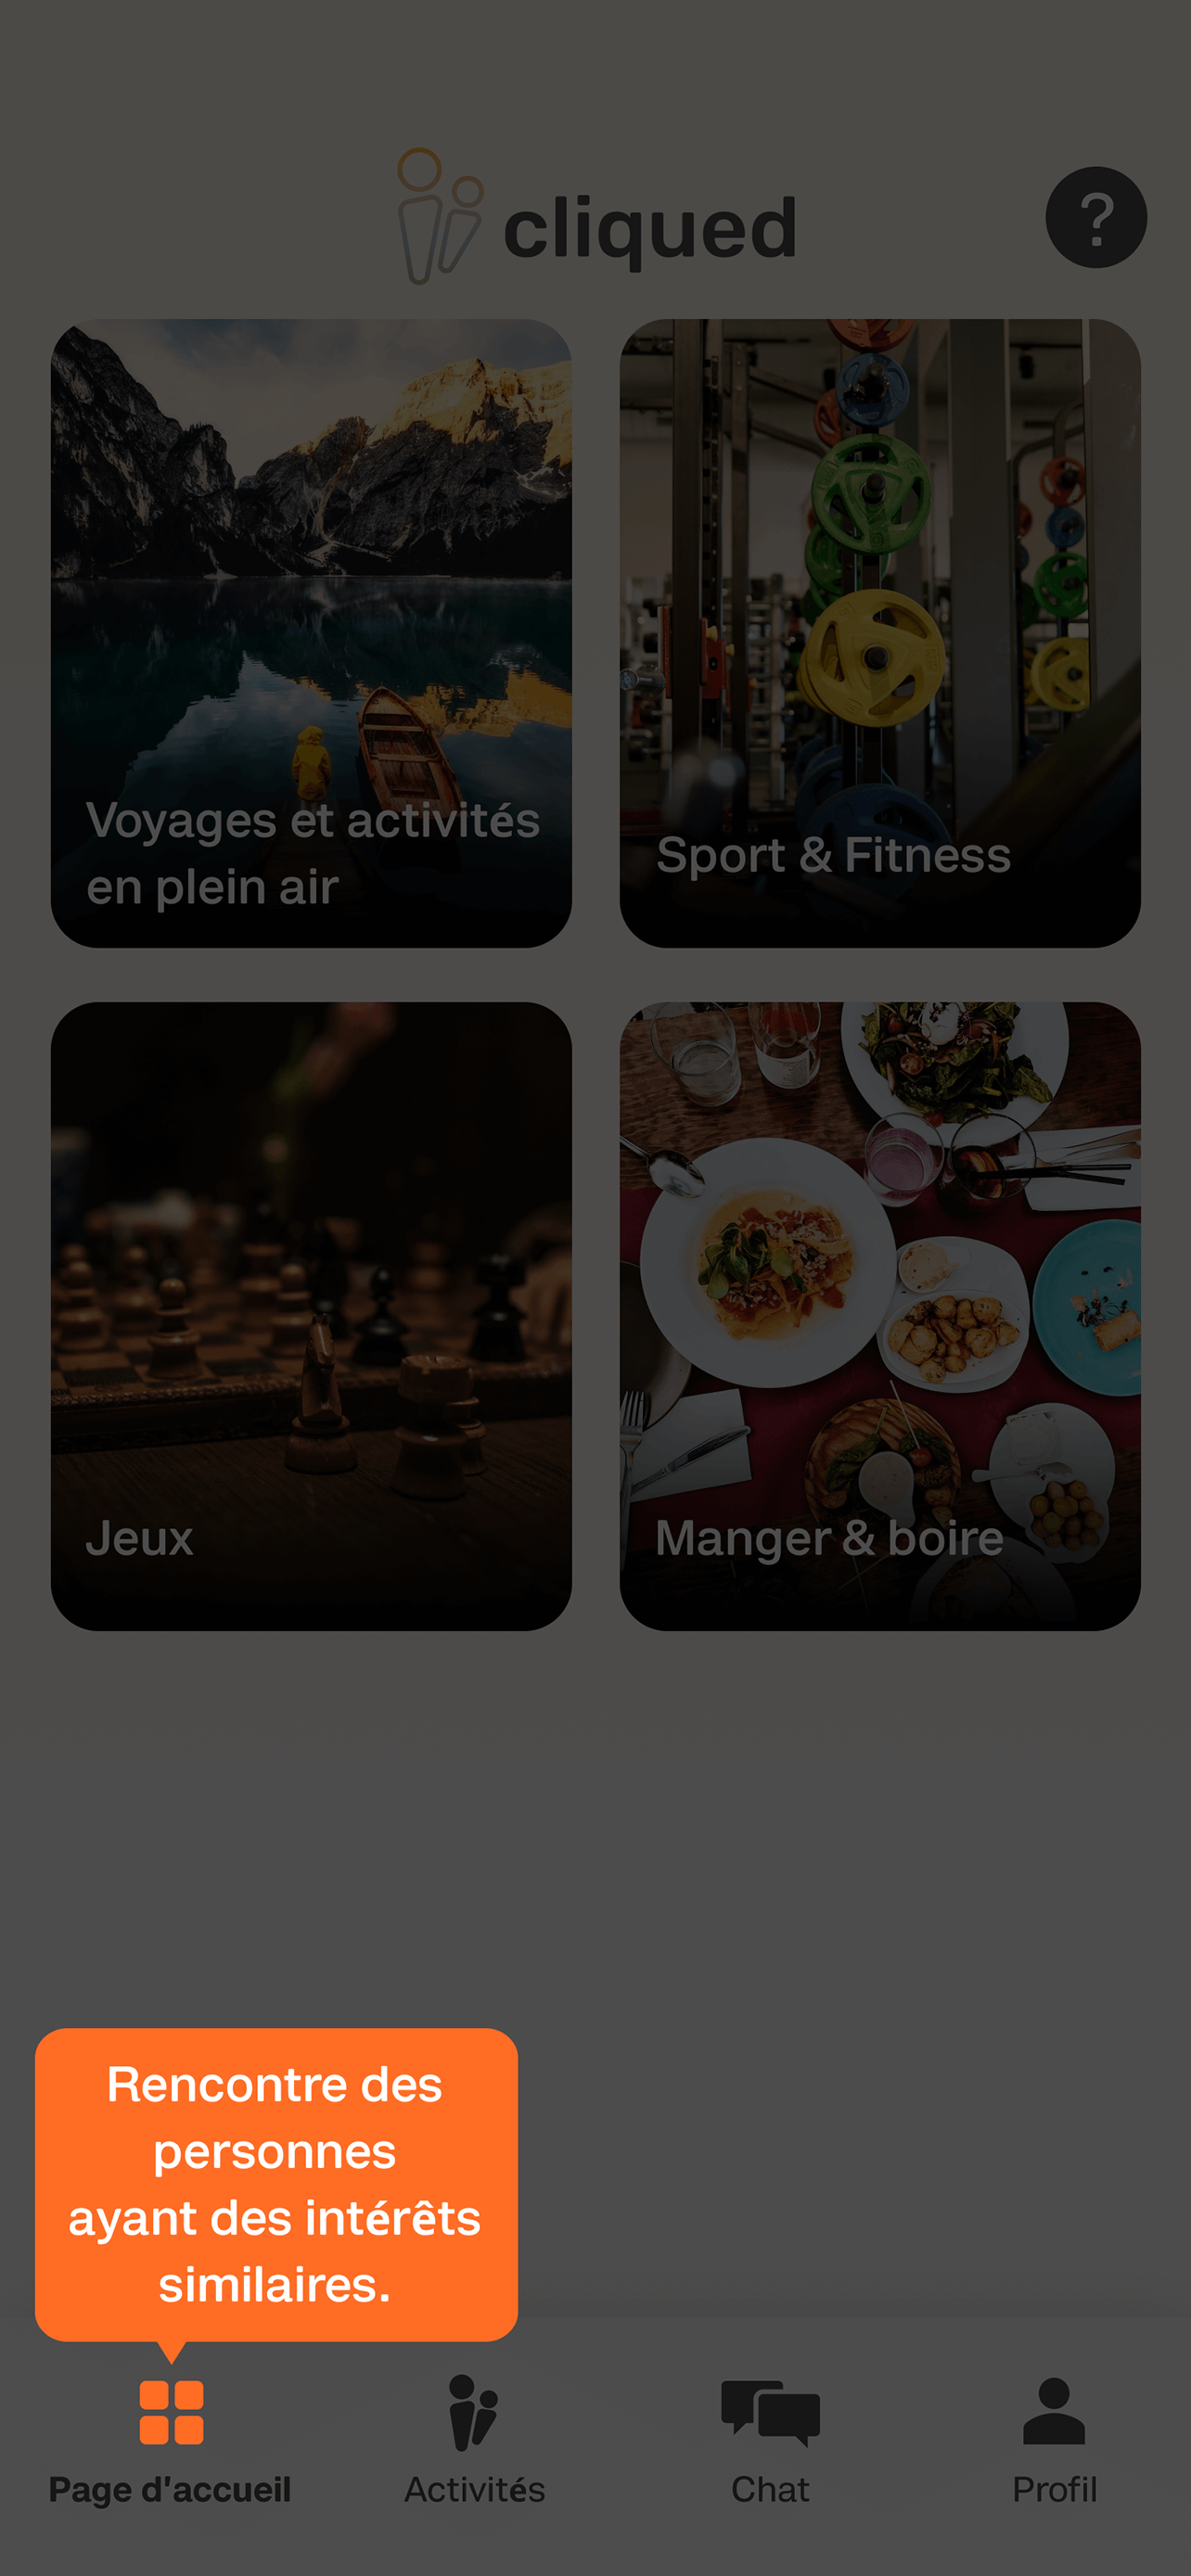 cliqued
?
Voyages et activités
en plein air
Sport & Fitness
Jeux
Manger & boire
Rencontre des
personnes
ayant des intérêts
similaires.
Page d'accueil
Activités
Chat
Profil